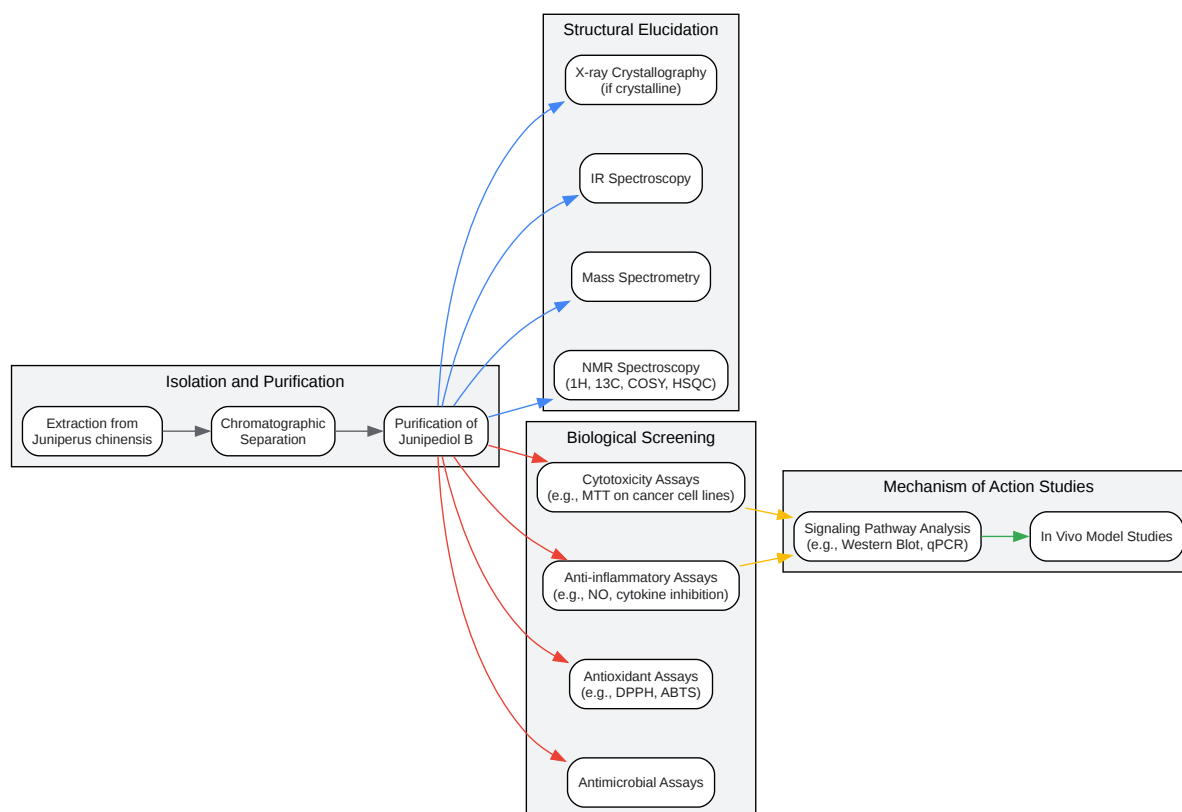 Structural Elucidation
X-ray Crystallography
(if crystalline)
IR Spectroscopy
Mass Spectrometry
NMR Spectroscopy
(1H, 13C, COSY, HSQC)
Isolation and Purification
Extraction from
Juniperus chinensis
Chromatographic
Separation
Purification of
Junipediol B
Biological Screening
Cytotoxicity Assays
(e.g., MTT on cancer cell lines)
Anti-inflammatory Assays
(e.g., NO, cytokine inhibition)
Antioxidant Assays
(e.g., DPPH, ABTS)
Antimicrobial Assays
Mechanism of Action Studies
Signaling Pathway Analysis
(e.g., Western Blot, qPCR)
In Vivo Model Studies